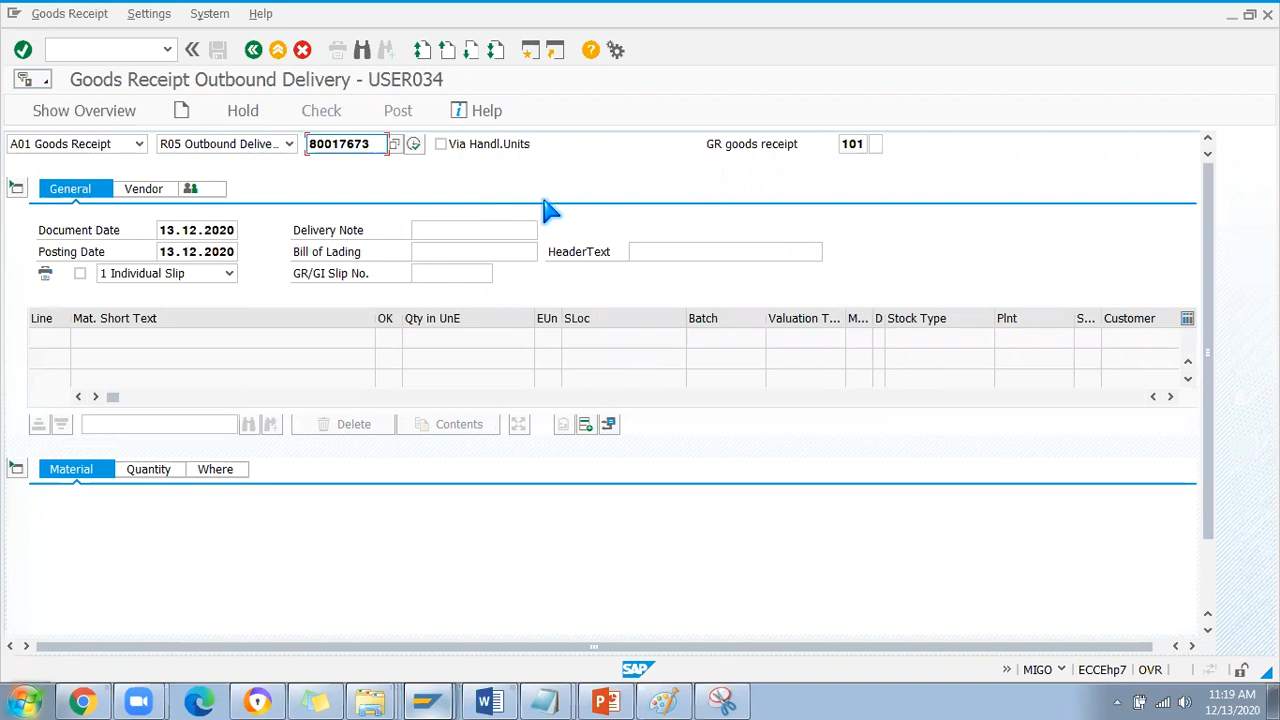 Goods Receipt Settings System Help
Goods Receipt Outbound Delivery - USER034
Show Overview Hold Check Post Help
A01 Goods Receipt R05 Outbound Delive... 80017673 Via Handl.Units GR goods receipt 101
General Vendor
Document Date 13.12.2020 Delivery Note
Posting Date 13.12.2020 Bill of Lading HeaderText
1 Individual Slip GR/GI Slip No.
Line Mat. Short Text OK Qty in UnE EUn SLoc Batch Valuation T... M... D Stock Type Plnt S... Customer
Delete Contents
Material Quantity Where
SAP MIGO ECCEhp7 OVR
11:19 AM
12/13/2020